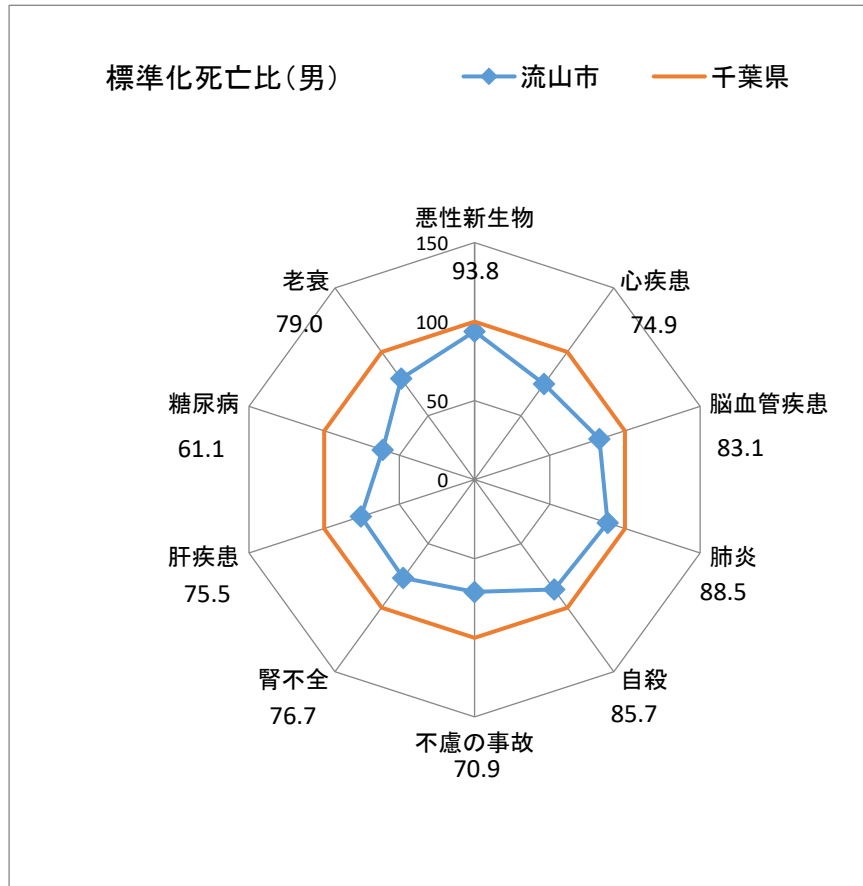 標準化死亡比(男)
流山市
千葉県
悪性新生物
93.8
心疾患
74.9
脳血管疾患
83.1
肺炎
88.5
自殺
85.7
不慮の事故
70.9
腎不全
76.7
肝疾患
75.5
糖尿病
61.1
老衰
79.0
150
100
50
0